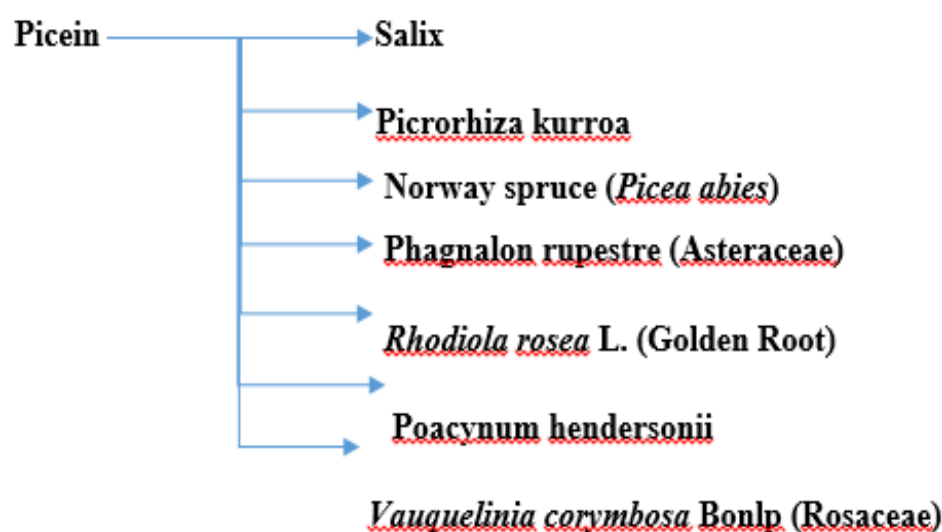 Picein
Salix
Picrorhiza kurroa
Norway spruce (Picea abies)
Phagnalon rupestre (Asteraceae)
Rhodiola rosea L. (Golden Root)
Poacynum hendersonii
Vauquelinia corymbosa Bonlp (Rosaceae)